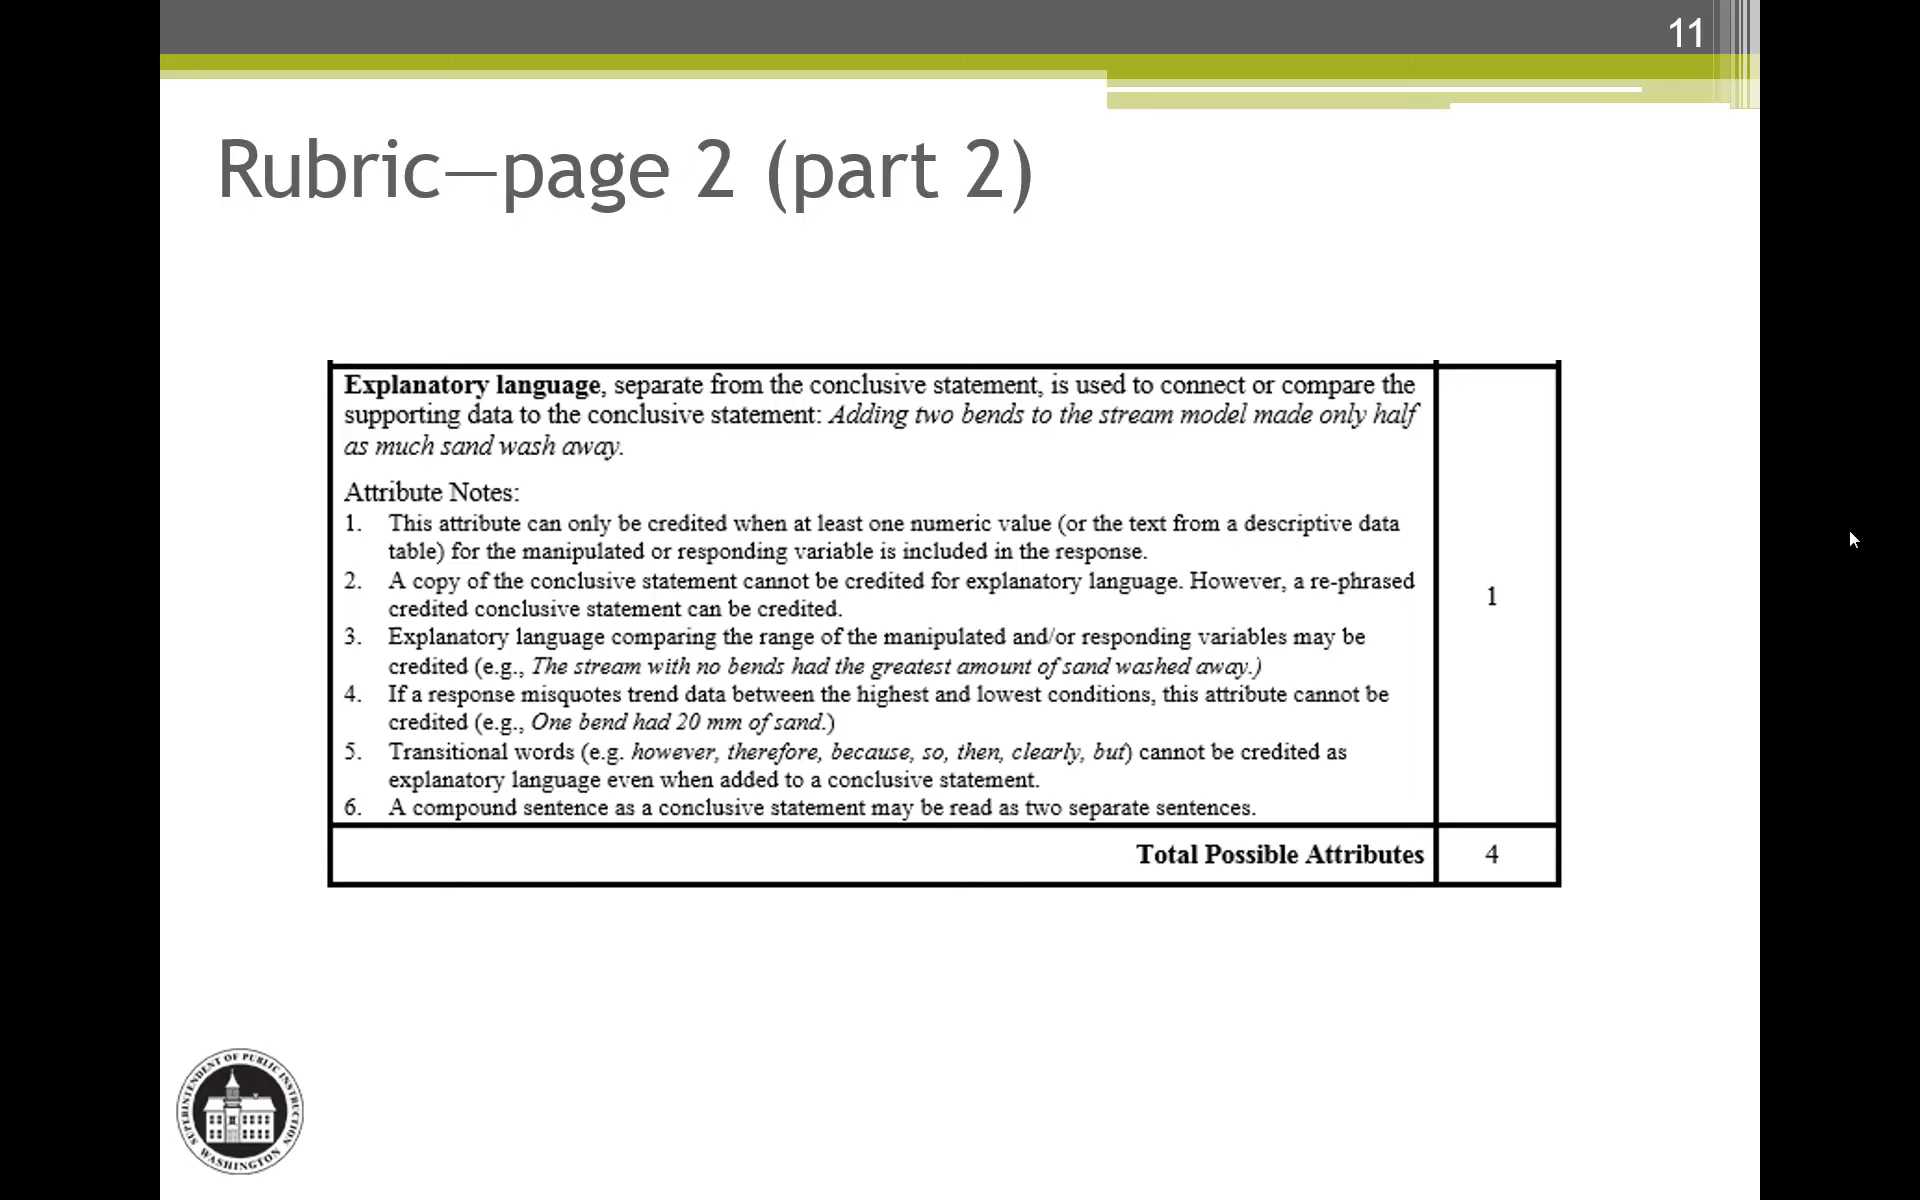 11
Rubric—page 2 (part 2)
Explanatory language, separate from the conclusive statement, is used to connect or compare the
supporting data to the conclusive statement: Adding two bends to the stream model made only half
as much sand wash away.
Attribute Notes:
1. This attribute can only be credited when at least one numeric value (or the text from a descriptive data
table) for the manipulated or responding variable is included in the response.
2. A copy of the conclusive statement cannot be credited for explanatory language. However, a re-phrased
credited conclusive statement can be credited.
3. Explanatory language comparing the range of the manipulated and/or responding variables may be
credited (e.g., The stream with no bends had the greatest amount of sand washed away.)
4. If a response misquotes trend data between the highest and lowest conditions, this attribute cannot be
credited (e.g., One bend had 20 mm of sand.)
5. Transitional words (e.g. however, therefore, because, so, then, clearly, but) cannot be credited as
explanatory language even when added to a conclusive statement.
6. A compound sentence as a conclusive statement may be read as two separate sentences.
1
Total Possible Attributes 4
SUPERINTENDENT OF PUBLIC INSTRUCTION
WASHINGTON